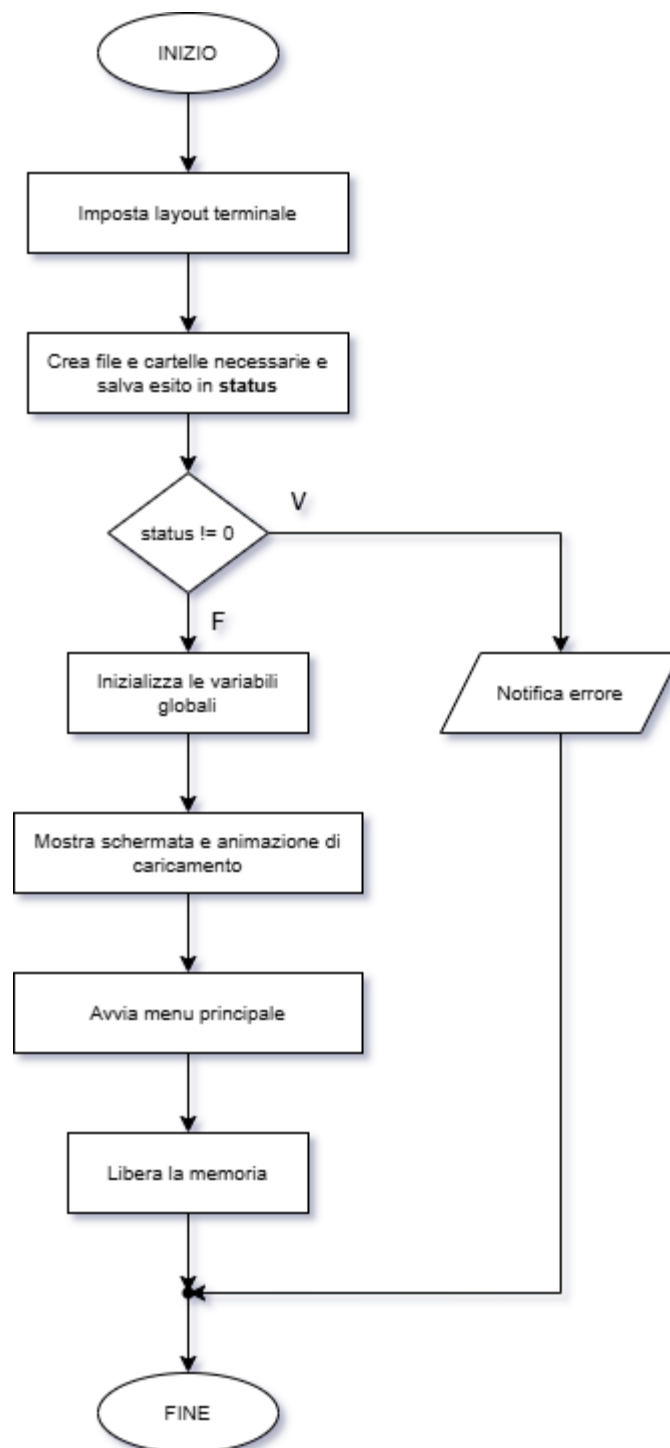 INIZIO
Imposta layout terminale
Crea file e cartelle necessarie e
salva esito in status
status != 0
V
F
Inizializza le variabili
globali
Notifica errore
Mostra schermata e animazione di
caricamento
Avvia menu principale
Libera la memoria
FINE